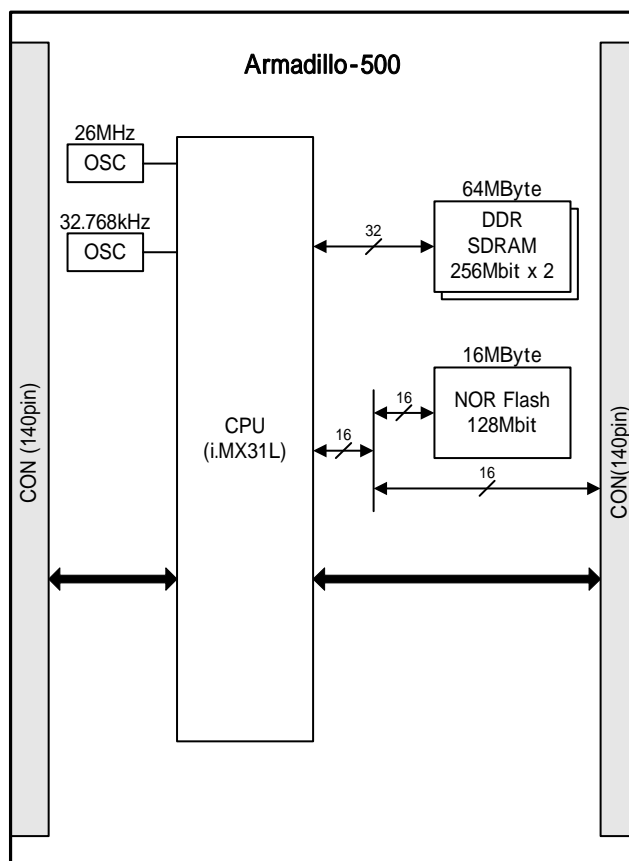 Armadillo-500
26MHz
OSC
32.768kHz
OSC
64MByte
DDR
SDRAM
256Mbit x 2
32
16MByte
NOR Flash
128Mbit
16
CPU
(i.MX31L)
16
16
CON (140pin)
CON(140pin)